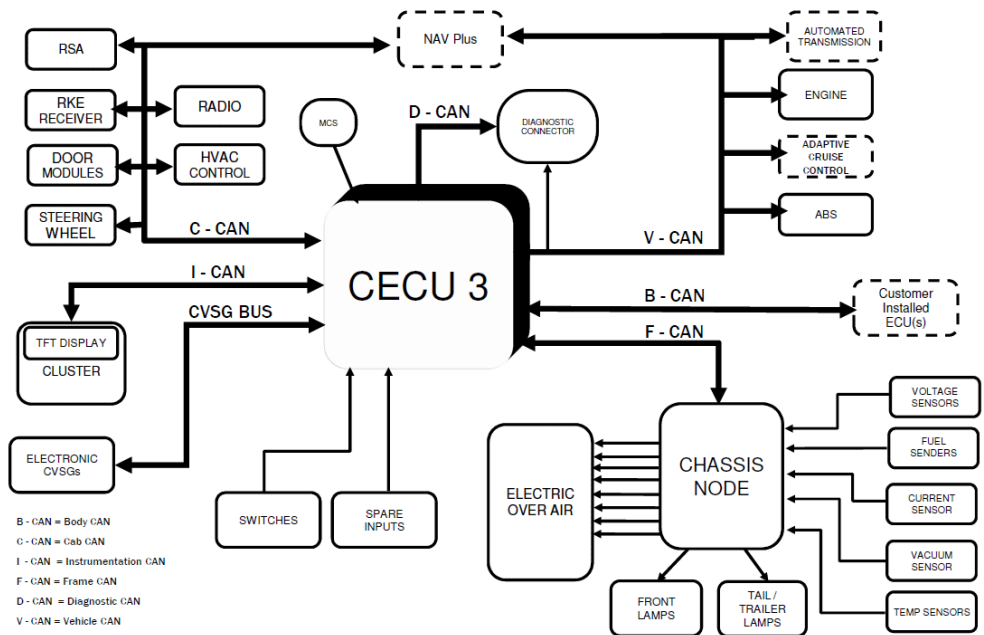 RSA
NAV Plus
AUTOMATED
TRANSMISSION
RKE
RECEIVER
RADIO
MCS
D - CAN
DIAGNOSTIC
CONNECTOR
ENGINE
DOOR
MODULES
HVAC
CONTROL
ADAPTIVE
CRUISE
CONTROL
STEERING
WHEEL
C - CAN
V - CAN
ABS
I - CAN
CECU 3
B - CAN
Customer
Installed
ECU(s)
CVSG BUS
F - CAN
TFT DISPLAY
CLUSTER
ELECTRONIC
CVSGs
SWITCHES
SPARE
INPUTS
ELECTRIC
OVER AIR
CHASSIS
NODE
VOLTAGE
SENSORS
FUEL
SENDERS
CURRENT
SENSOR
VACUUM
SENSOR
TEMP SENSORS
FRONT
LAMPS
TAIL /
TRAILER
LAMPS
B - CAN = Body CAN
C - CAN = Cab CAN
I - CAN = Instrumentation CAN
F - CAN = Frame CAN
D - CAN = Diagnostic CAN
V - CAN = Vehicle CAN